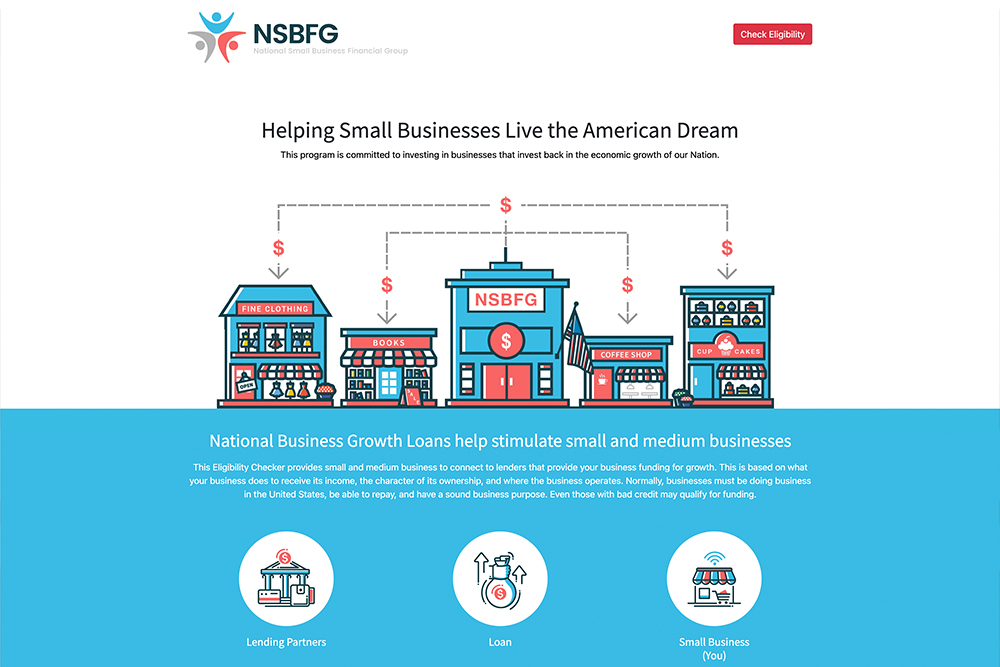 NSBFG
National Small Business Financial Group
Check Eligibility
Helping Small Businesses Live the American Dream
This program is committed to investing in businesses that invest back in the economic growth of our Nation.
$
$
$
$
$
NSBFG
FINE CLOTHING
BOOKS
$
COFFEE SHOP
CUP CAKES
OPEN
National Business Growth Loans help stimulate small and medium businesses
This Eligibility Checker provides small and medium business to connect to lenders that provide your business funding for growth. This is based on what
your business does to receive its income, the character of its ownership, and where the business operates. Normally, businesses must be doing business
in the United States, be able to repay, and have a sound business purpose. Even those with bad credit may qualify for funding.
$
$
Lending Partners
Loan
Small Business
(You)